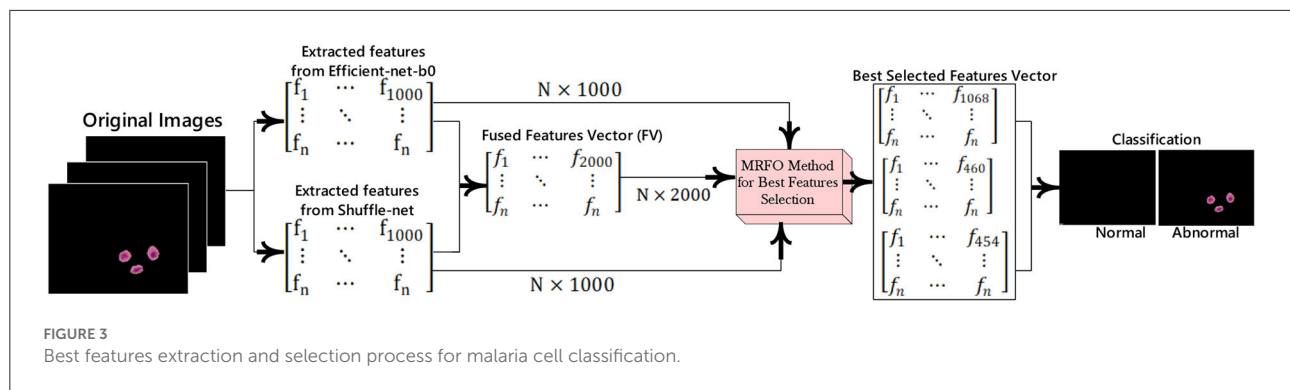 Original Images
Extracted features
from Efficient-net-b0
f1 ⋯ f1000
⋮ ⋱ ⋮
fn ⋯ fn
Extracted features
from Shuffle-net
f1 ⋯ f1000
⋮ ⋱ ⋮
fn ⋯ fn
N × 1000
Fused Features Vector (FV)
f1 ⋯ f2000
⋮ ⋱ ⋮
fn ⋯ fn
N × 2000
N × 1000
MRFO Method
for Best Features
Selection
Best Selected Features Vector
f1 ⋯ f1068
⋮ ⋱ ⋮
fn ⋯ fn
f1 ⋯ f460
⋮ ⋱ ⋮
fn ⋯ fn
f1 ⋯ f454
⋮ ⋱ ⋮
fn ⋯ fn
Classification
Normal Abnormal
FIGURE 3
Best features extraction and selection process for malaria cell classification.